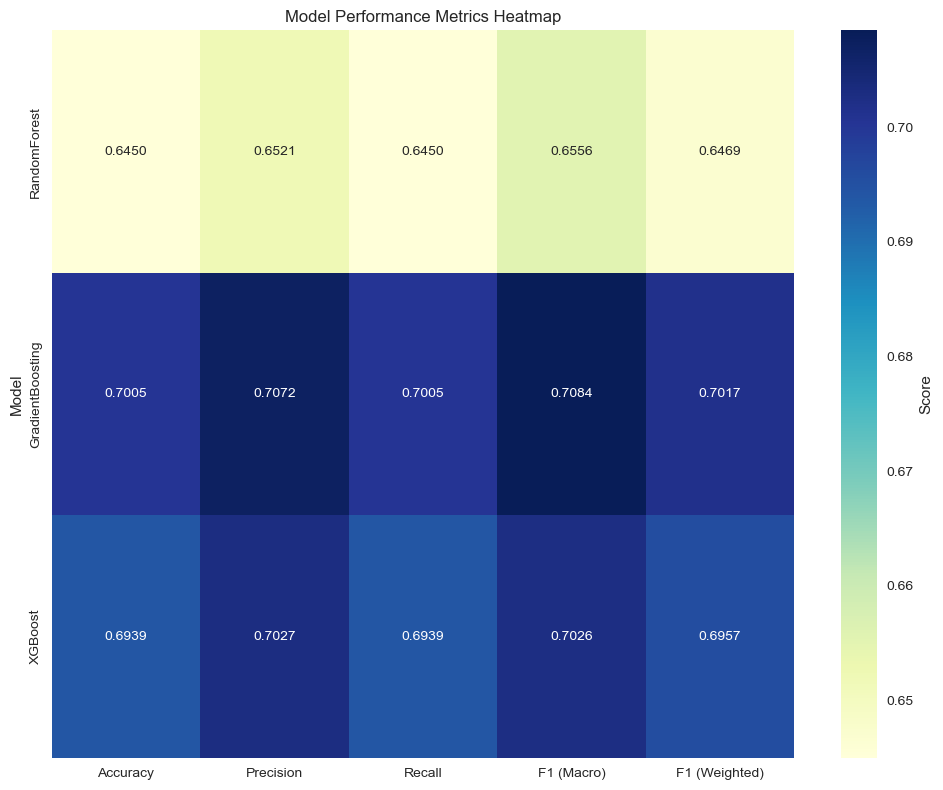 Model Performance Metrics Heatmap
Model
RandomForest
0.6450 0.6521 0.6450 0.6556 0.6469
GradientBoosting
0.7005 0.7072 0.7005 0.7084 0.7017
XGBoost
0.6939 0.7027 0.6939 0.7026 0.6957
Accuracy Precision Recall F1 (Macro) F1 (Weighted)
0.70
0.69
0.68
0.67
0.66
0.65
Score